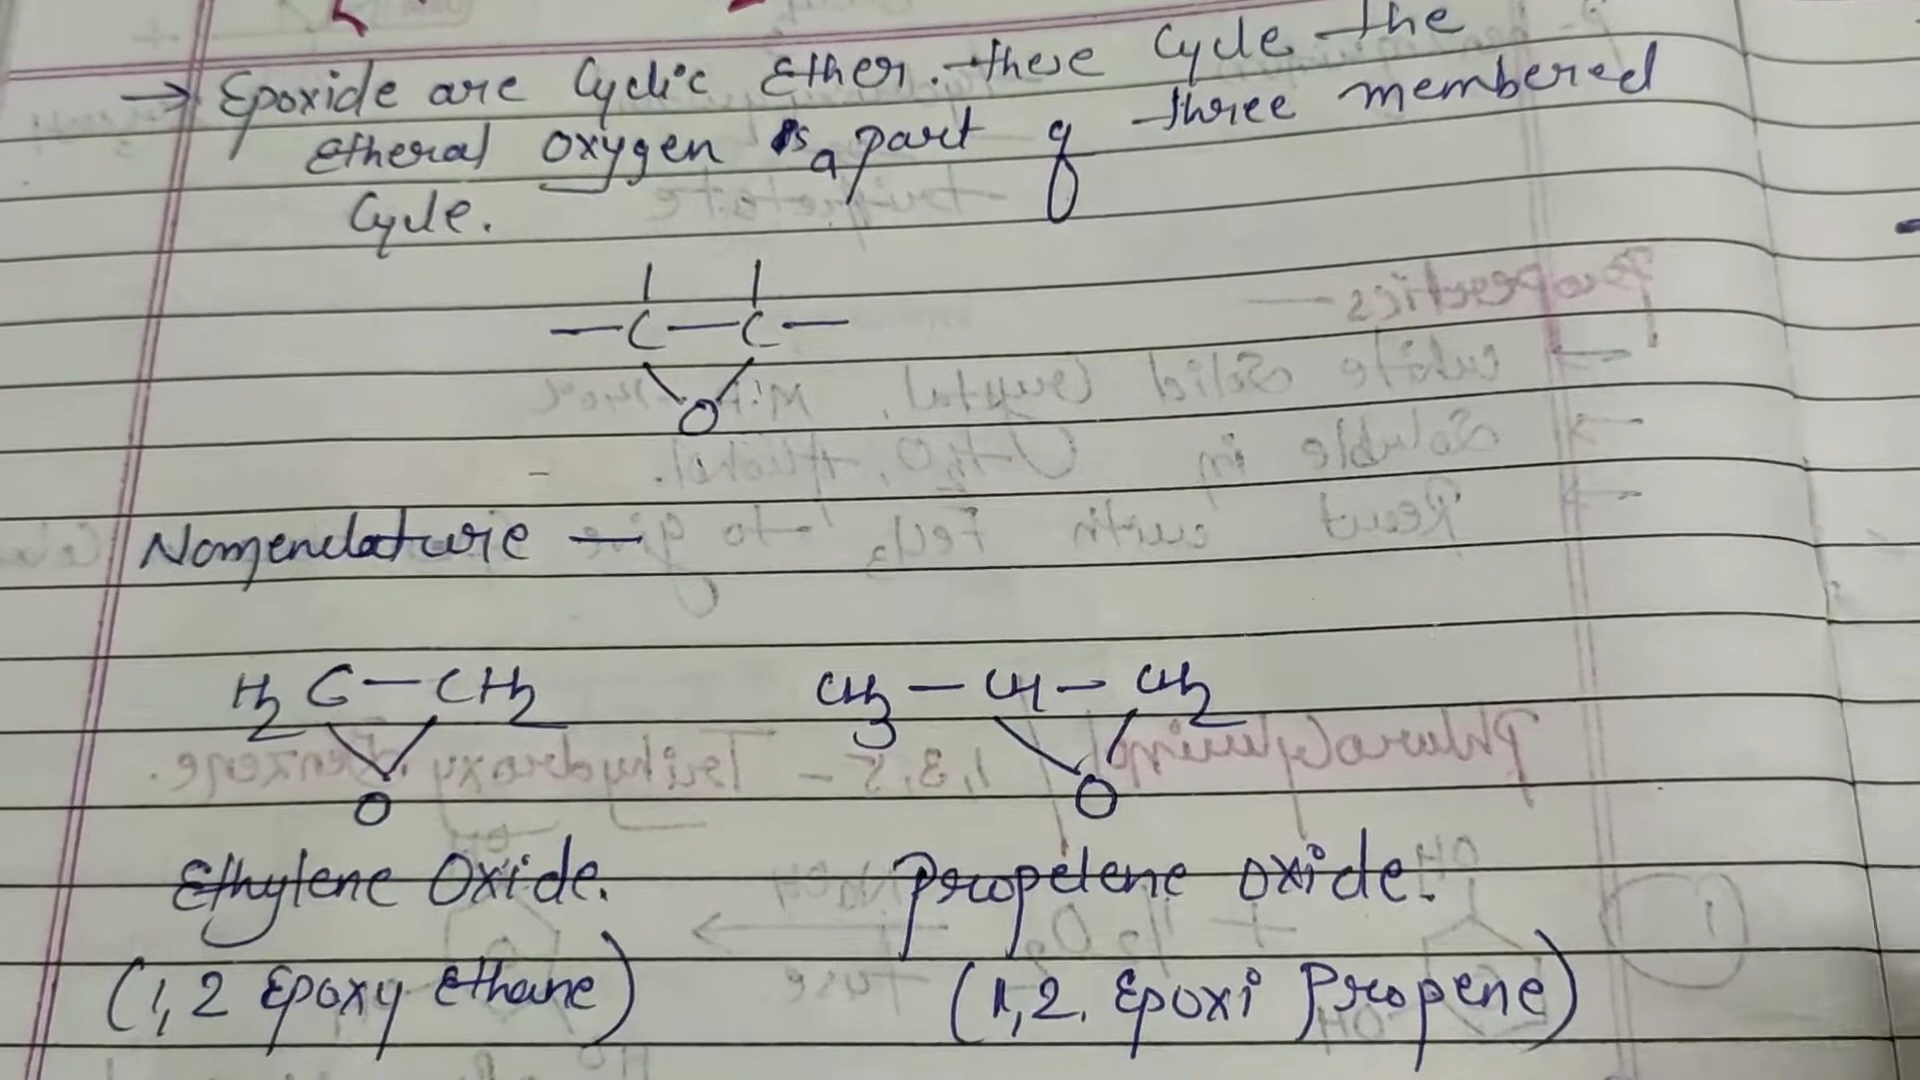 → Epoxide are Cyclic Ether. these Cycle the
etheral oxygen is a part of three membered
Cycle.
—C—C—
O
Nomenclature —
H2C—CH2
O
CH3—CH—CH2
O
Ethylene Oxide.
Propelene oxide.
(1,2 Epoxy Ethane)
(1,2. Epoxi Propene)